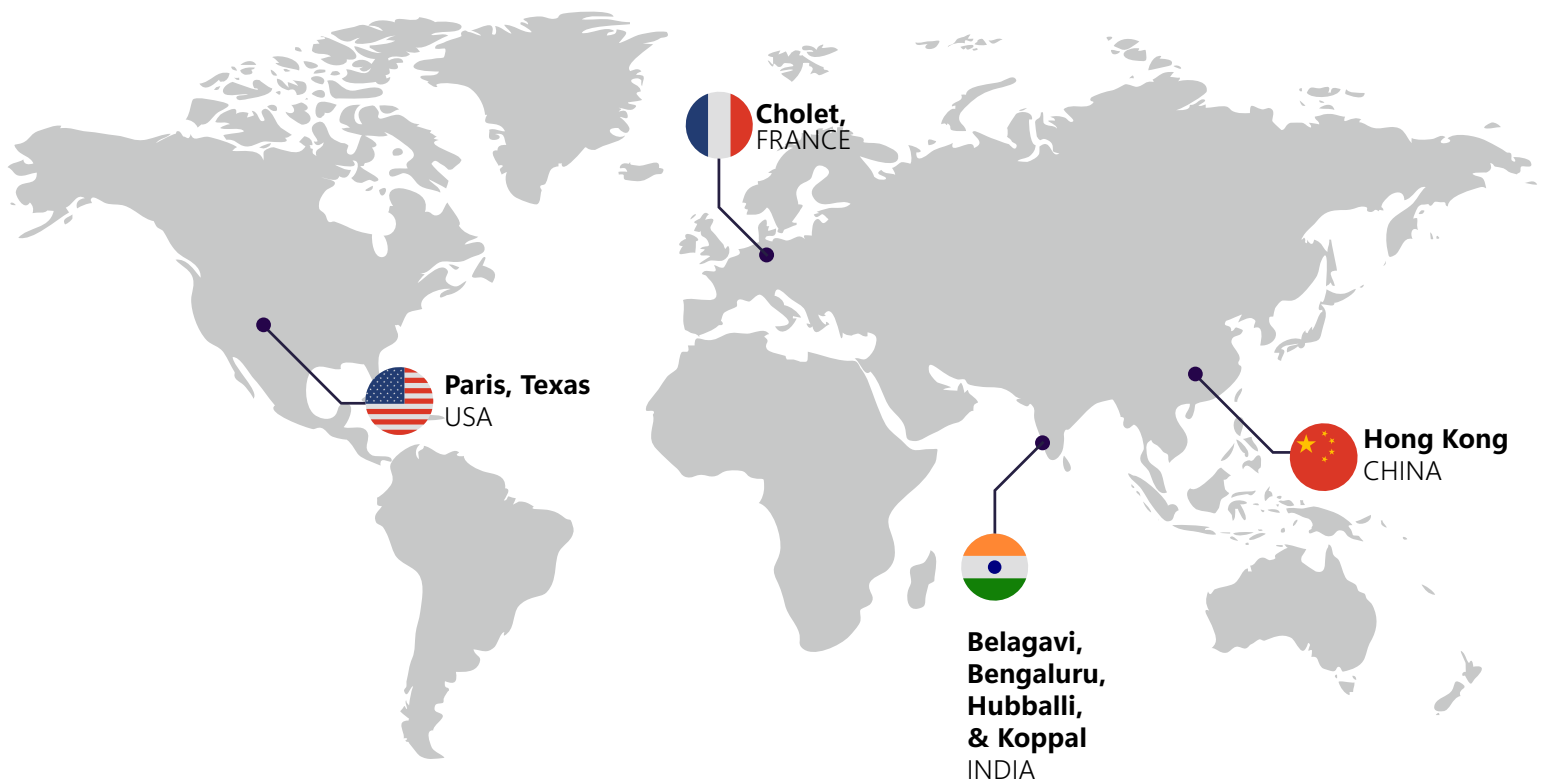 Cholet,
FRANCE
Paris, Texas
USA
Hong Kong
CHINA
Belagavi,
Bengaluru,
Hubballi,
& Koppal
INDIA